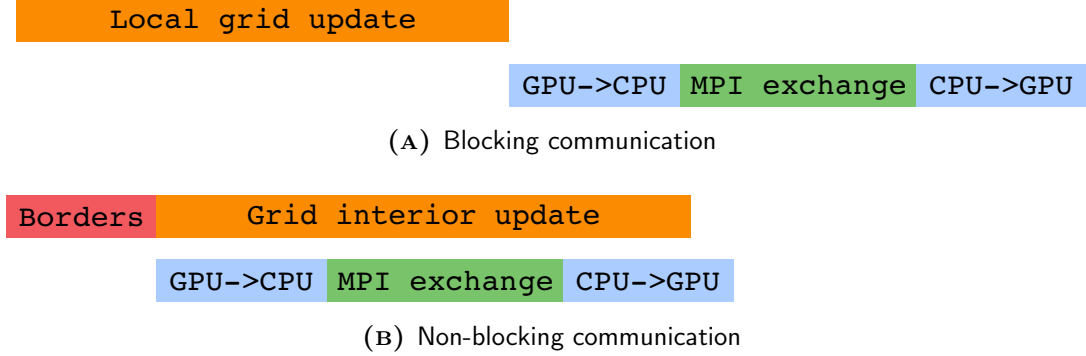 Local grid update
GPU->CPU MPI exchange CPU->GPU
(A) Blocking communication
Borders Grid interior update
GPU->CPU MPI exchange CPU->GPU
(B) Non-blocking communication